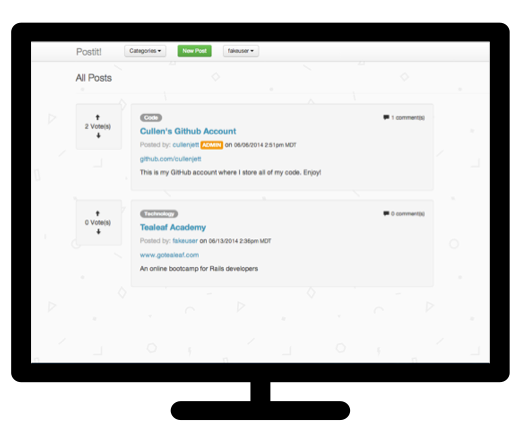 Postit! Categories New Post fakeuser
All Posts
2 Vote(s)
Code
1 comment(s)
Cullen's Github Account
Posted by: cullenjett ADMIN on 06/06/2014 2:51pm MDT
github.com/cullenjett
This is my GitHub account where I store all of my code. Enjoy!
0 Vote(s)
Technology
0 comment(s)
Tealeaf Academy
Posted by: fakeuser on 06/13/2014 2:36pm MDT
www.gotealeaf.com
An online bootcamp for Rails developers